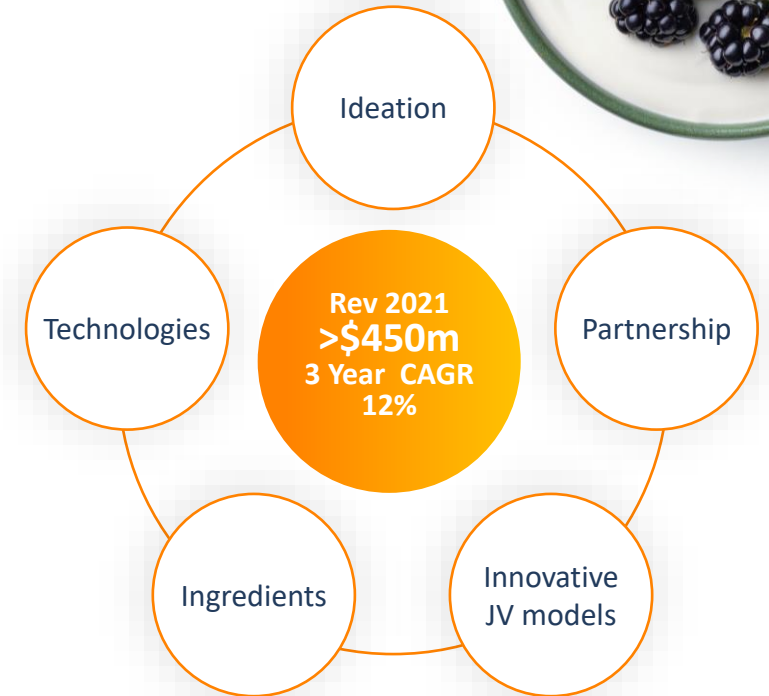 Ideation
Technologies
Rev 2021
>$450m
3 Year CAGR
12%
Partnership
Ingredients
Innovative
JV models